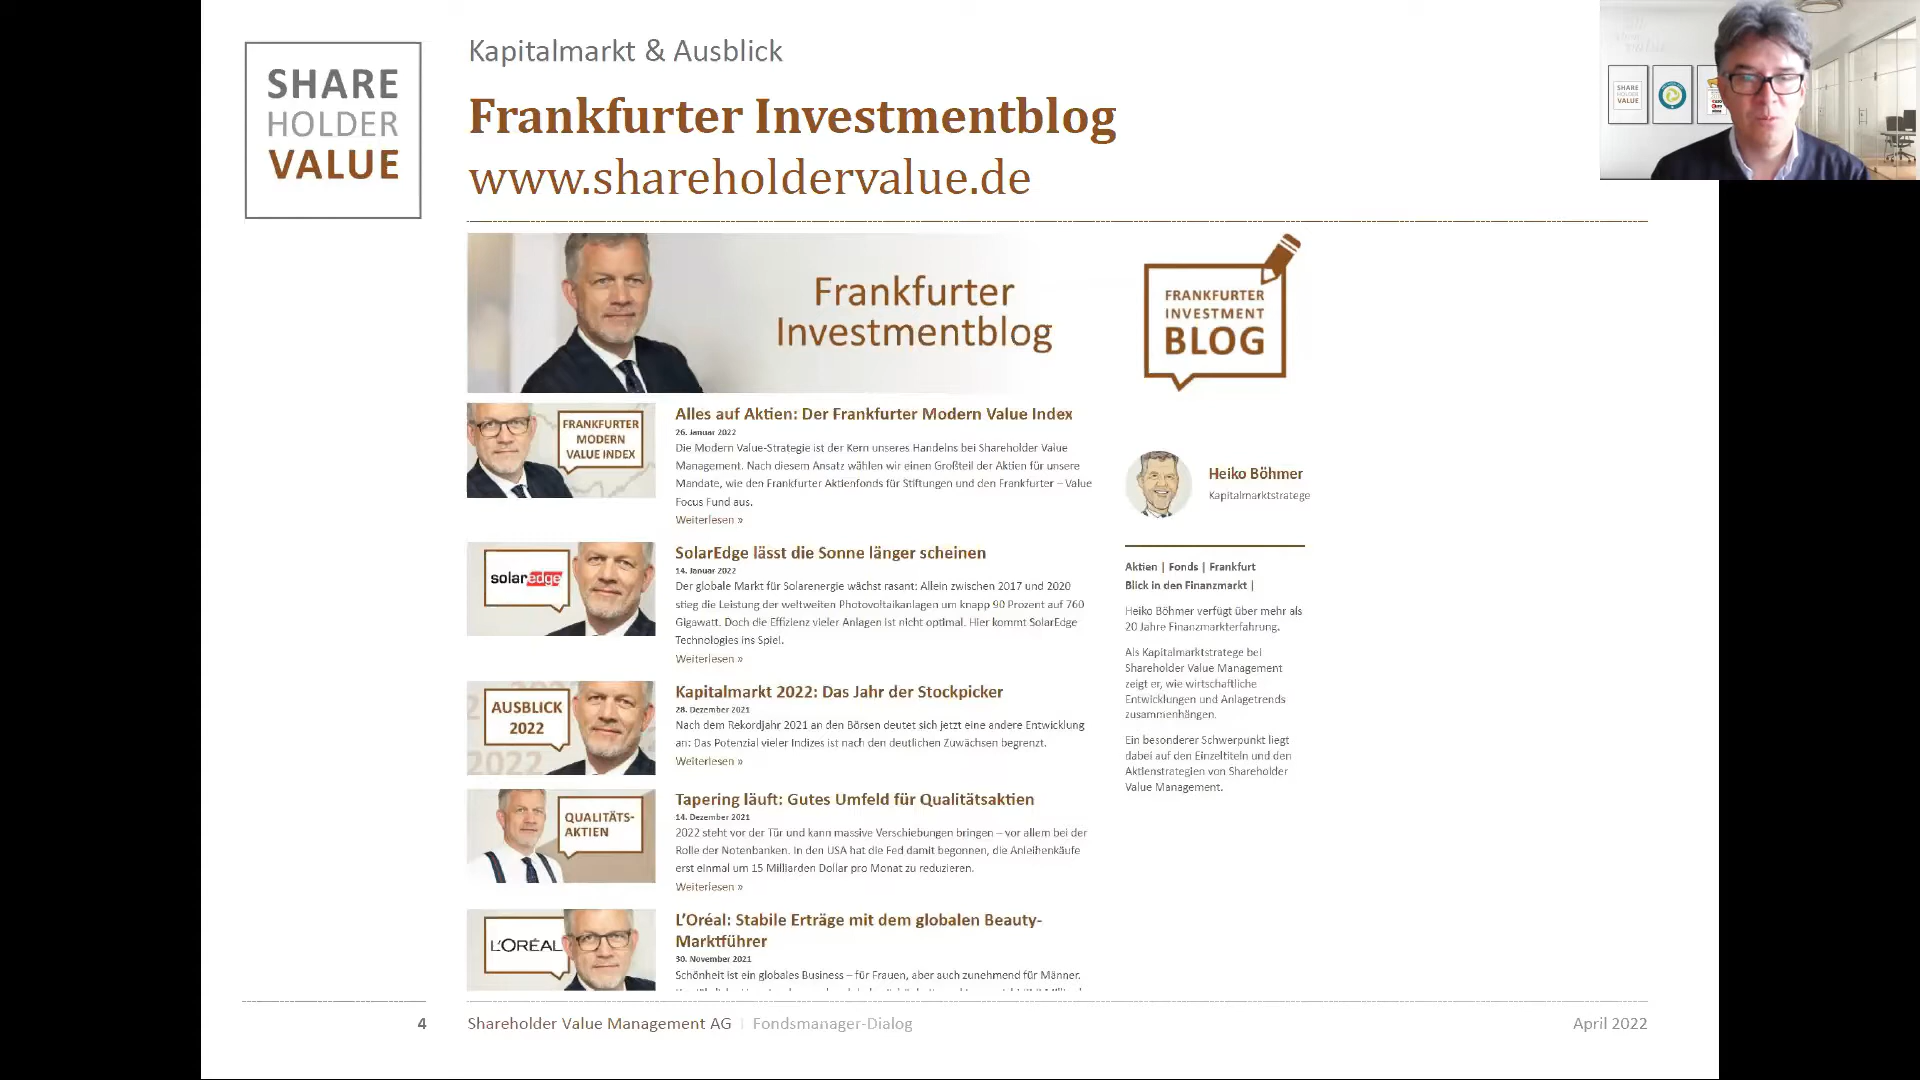 SHARE
HOLDER
VALUE
Kapitalmarkt & Ausblick
Frankfurter Investmentblog
www.shareholdervalue.de
SHARE
HOLDER
VALUE
Frankfurter
Investmentblog
FRANKFURTER
INVESTMENT
BLOG
FRANKFURTER
MODERN
VALUE INDEX
Alles auf Aktien: Der Frankfurter Modern Value Index
26. Januar 2022
Die Modern Value-Strategie ist der Kern unseres Handelns bei Shareholder Value
Management. Nach diesem Ansatz wählen wir einen Großteil der Aktien für unsere
Mandate, wie den Frankfurter Aktienfonds für Stiftungen und den Frankfurter – Value
Focus Fund aus.
Weiterlesen »
solaredge
SolarEdge lässt die Sonne länger scheinen
14. Januar 2022
Der globale Markt für Solarenergie wächst rasant: Allein zwischen 2017 und 2020
stieg die Leistung der weltweiten Photovoltaikanlagen um knapp 90 Prozent auf 760
Gigawatt. Doch die Effizienz vieler Anlagen ist nicht optimal. Hier kommt SolarEdge
Technologies ins Spiel.
Weiterlesen »
AUSBLICK
2022
2022
Kapitalmarkt 2022: Das Jahr der Stockpicker
28. Dezember 2021
Nach dem Rekordjahr 2021 an den Börsen deutet sich jetzt eine andere Entwicklung
an: Das Potenzial vieler Indizes ist nach den deutlichen Zuwächsen begrenzt.
Weiterlesen »
QUALITÄTS-
AKTIEN
Tapering läuft: Gutes Umfeld für Qualitätsaktien
14. Dezember 2021
2022 steht vor der Tür und kann massive Verschiebungen bringen – vor allem bei der
Rolle der Notenbanken. In den USA hat die Fed damit begonnen, die Anleihenkäufe
erst einmal um 15 Milliarden Dollar pro Monat zu reduzieren.
Weiterlesen »
L'ORÉAL
L'Oréal: Stabile Erträge mit dem globalen Beauty-
Marktführer
30. November 2021
Schönheit ist ein globales Business – für Frauen, aber auch zunehmend für Männer.
Heiko Böhmer
Kapitalmarktstratege
Aktien | Fonds | Frankfurt
Blick in den Finanzmarkt |
Heiko Böhmer verfügt über mehr als
20 Jahre Finanzmarkterfahrung.
Als Kapitalmarktstratege bei
Shareholder Value Management
zeigt er, wie wirtschaftliche
Entwicklungen und Anlagetrends
zusammenhängen.
Ein besonderer Schwerpunkt liegt
dabei auf den Einzeltiteln und den
Aktienstrategien von Shareholder
Value Management.
4
Shareholder Value Management AG | Fondsmanager-Dialog
April 2022